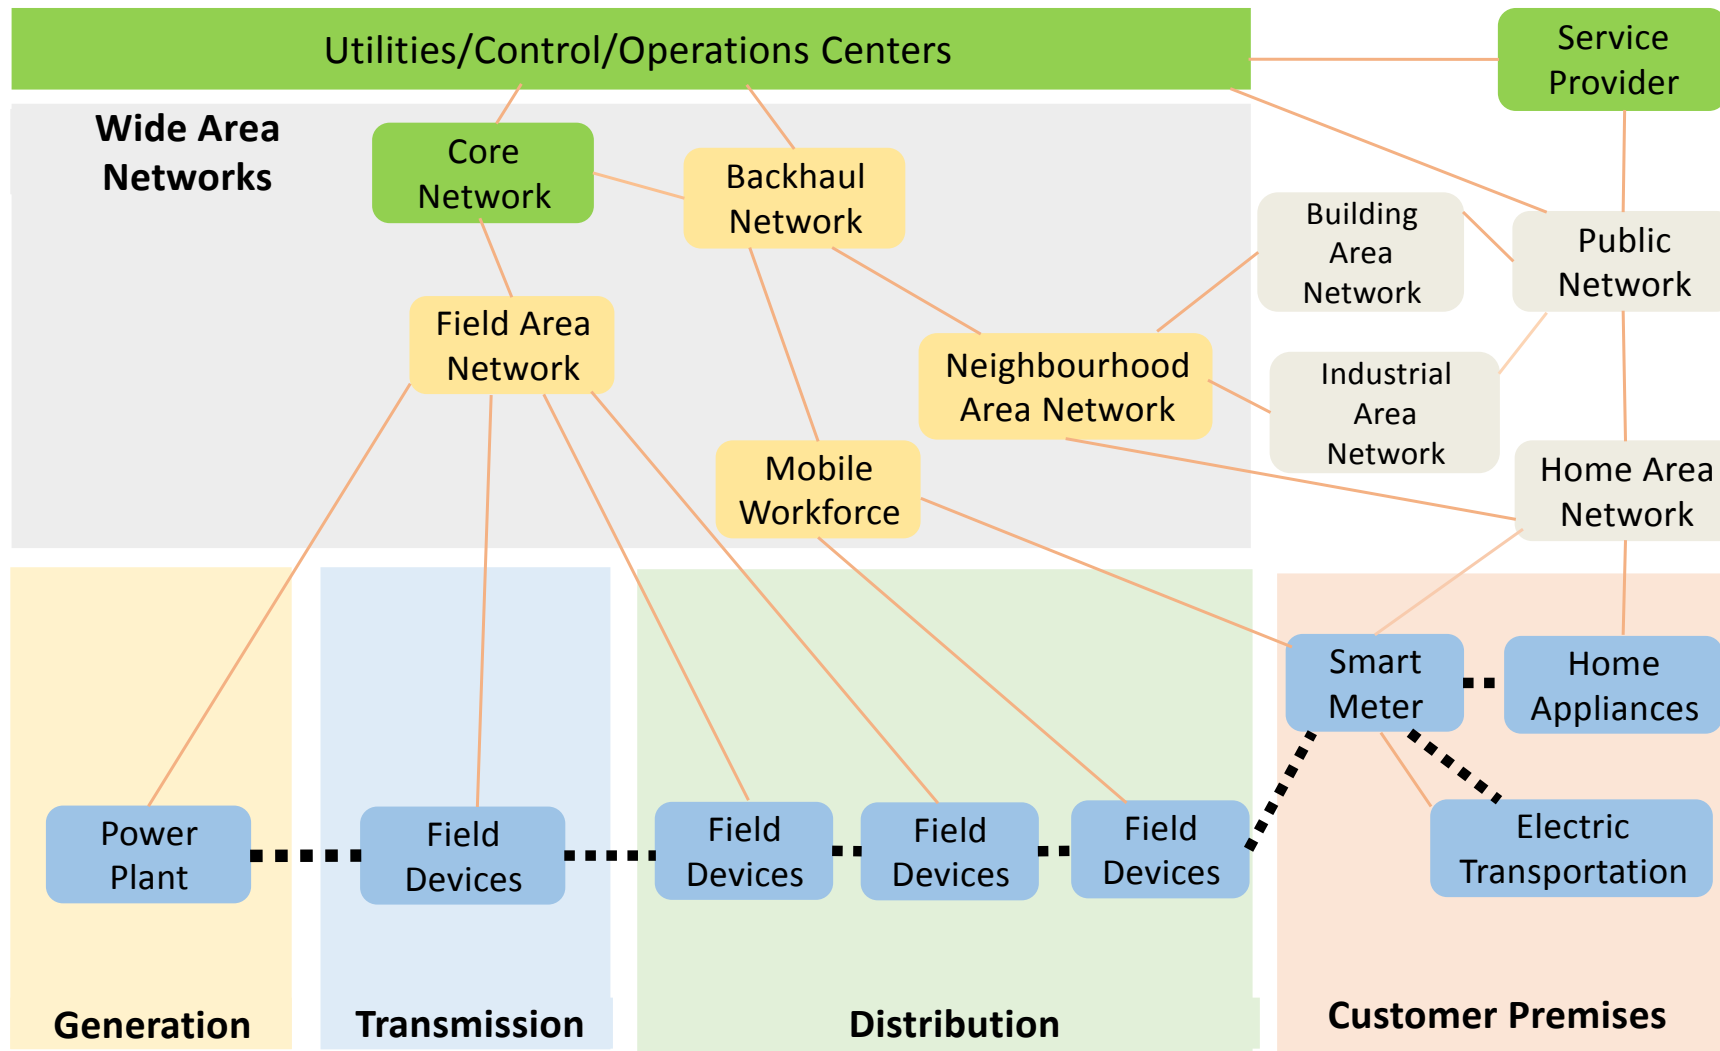 Utilities/Control/Operations Centers
Service
Provider
Wide Area
Networks
Core
Network
Backhaul
Network
Building
Area
Network
Public
Network
Field Area
Network
Neighbourhood
Area Network
Industrial
Area
Network
Mobile
Workforce
Home Area
Network
Smart
Meter
Home
Appliances
Power
Plant
Field
Devices
Field
Devices
Field
Devices
Field
Devices
Electric
Transportation
Generation
Transmission
Distribution
Customer Premises